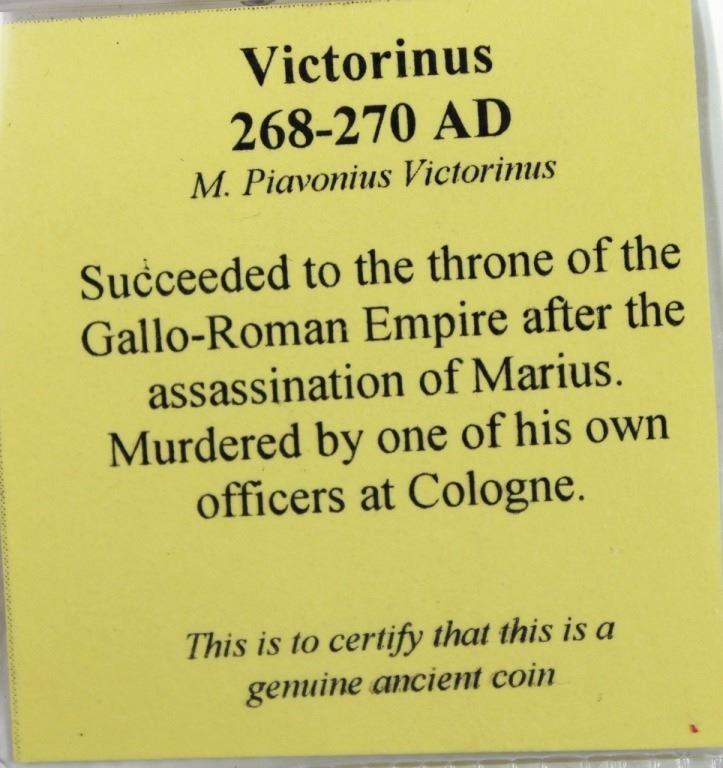 Victorinus
268-270 AD
M. Piavonius Victorinus
Succeeded to the throne of the
Gallo-Roman Empire after the
assassination of Marius.
Murdered by one of his own
officers at Cologne.
This is to certify that this is a
genuine ancient coin